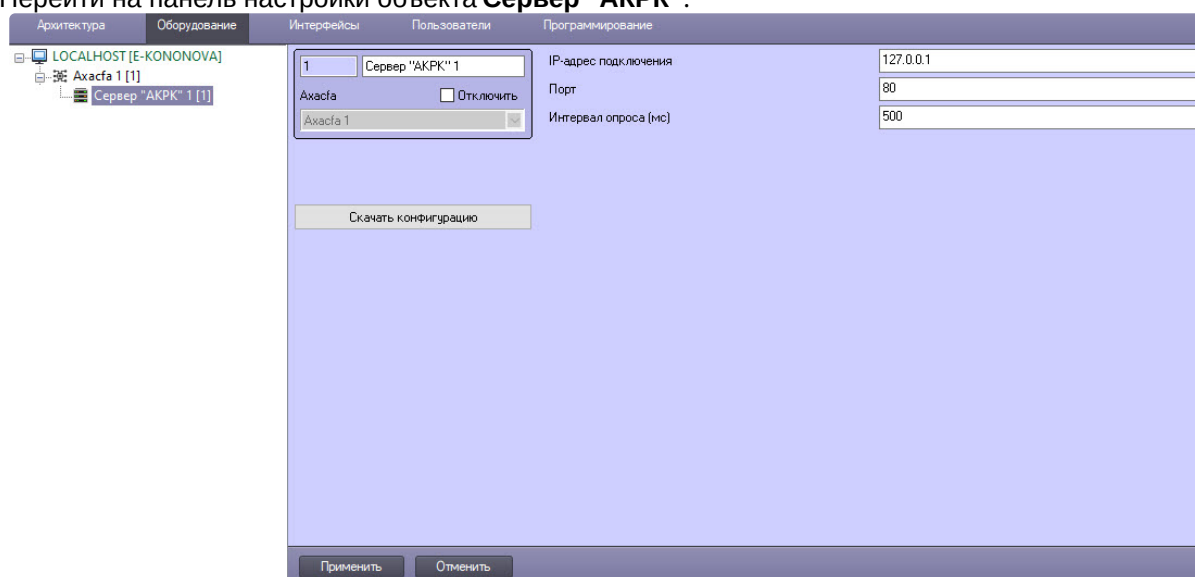 Перейти на панель настройки объекта Сервер "АКРК".
Архитектура Оборудование Интерфейсы Пользователи Программирование
LOCALHOST [E-KONONOVA]
Axacfa 1 [1]
Сервер "АКРК" 1 [1]
1 Сервер "АКРК" 1
Axacfa Отключить
Axacfa 1
Скачать конфигурацию
IP-адрес подключения 127.0.0.1
Порт 80
Интервал опроса (мс) 500
Применить Отменить